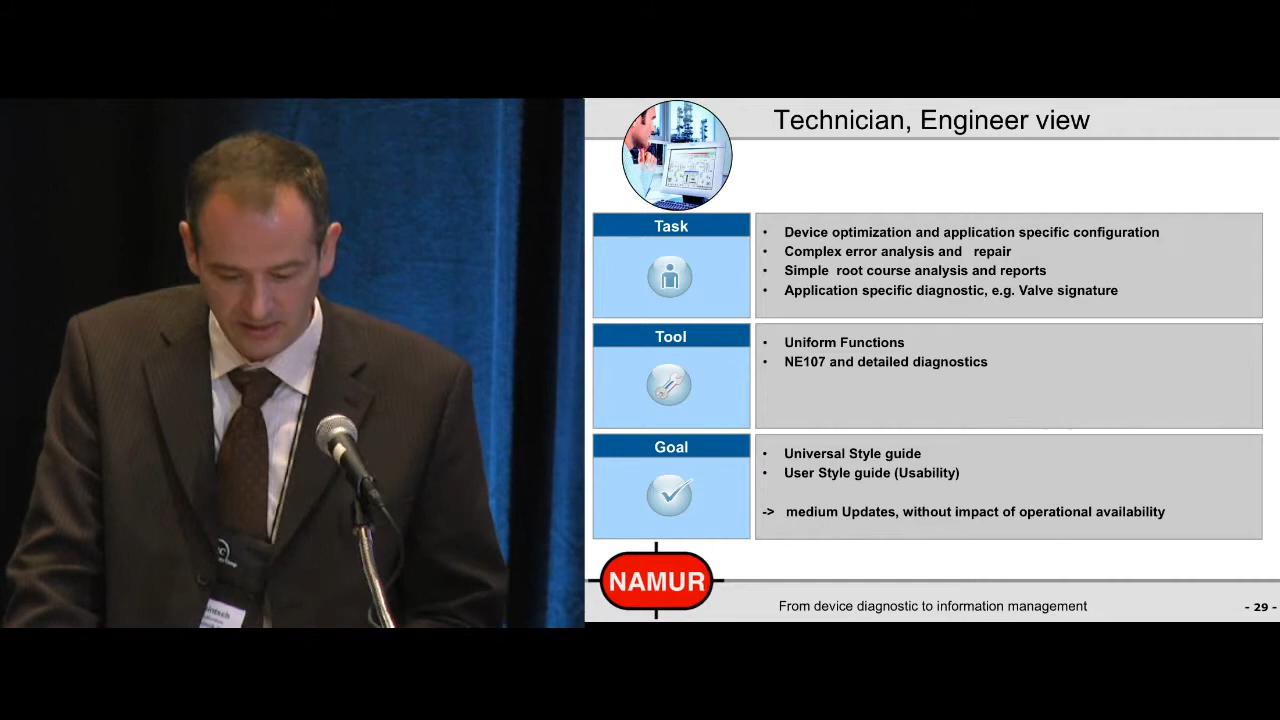 Technician, Engineer view
Task
• Device optimization and application specific configuration
• Complex error analysis and repair
• Simple root course analysis and reports
• Application specific diagnostic, e.g. Valve signature
Tool
• Uniform Functions
• NE107 and detailed diagnostics
Goal
• Universal Style guide
• User Style guide (Usability)
-> medium Updates, without impact of operational availability
NAMUR
From device diagnostic to information management
- 29 -